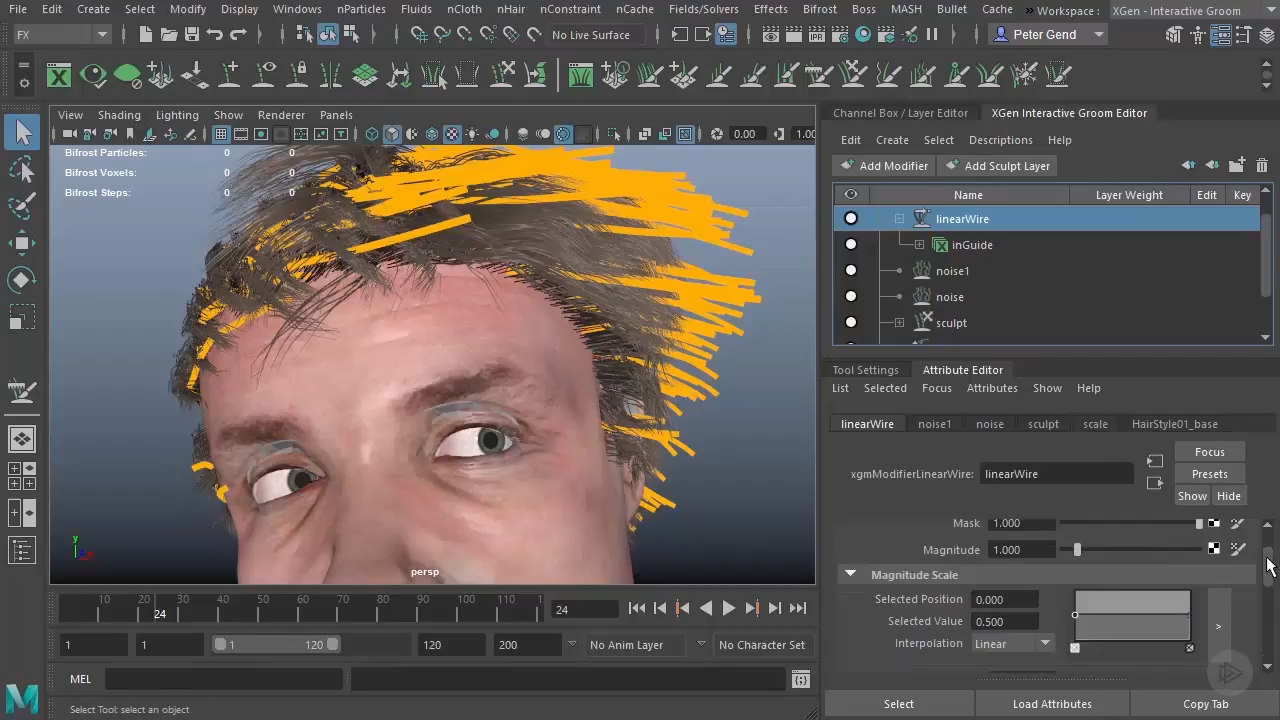 File Edit Create Select Modify Display Windows nParticles Fluids nCloth nHair nConstraint nCache Fields/Solvers Effects Bifrost Boss MASH Bullet Cache » Workspace : XGen - Interactive Groom
FX No Live Surface Peter Gend
IPR
View Shading Lighting Show Renderer Panels
0.00 1.00
Bifrost Particles: 0 0
Bifrost Voxels: 0 0
Bifrost Steps: 0 0
y
x
persp
Channel Box / Layer Editor XGen Interactive Groom Editor
Edit Create Select Descriptions Help
Add Modifier Add Sculpt Layer
Name Layer Weight Edit Key
linearWire
inGuide
noise1
noise
sculpt
Tool Settings Attribute Editor
List Selected Focus Attributes Show Help
linearWire noise1 noise sculpt scale HairStyle01_base
Focus
xgmModifierLinearWire: linearWire
Presets
Show Hide
Mask 1.000
Magnitude 1.000
Magnitude Scale
Selected Position 0.000
Selected Value 0.500
Interpolation Linear
>
Select Load Attributes Copy Tab
10 20 30 40 50 60 70 80 90 100 110 1
24
24
1 1 1 120 120 200 No Anim Layer No Character Set
MEL
Select Tool: select an object